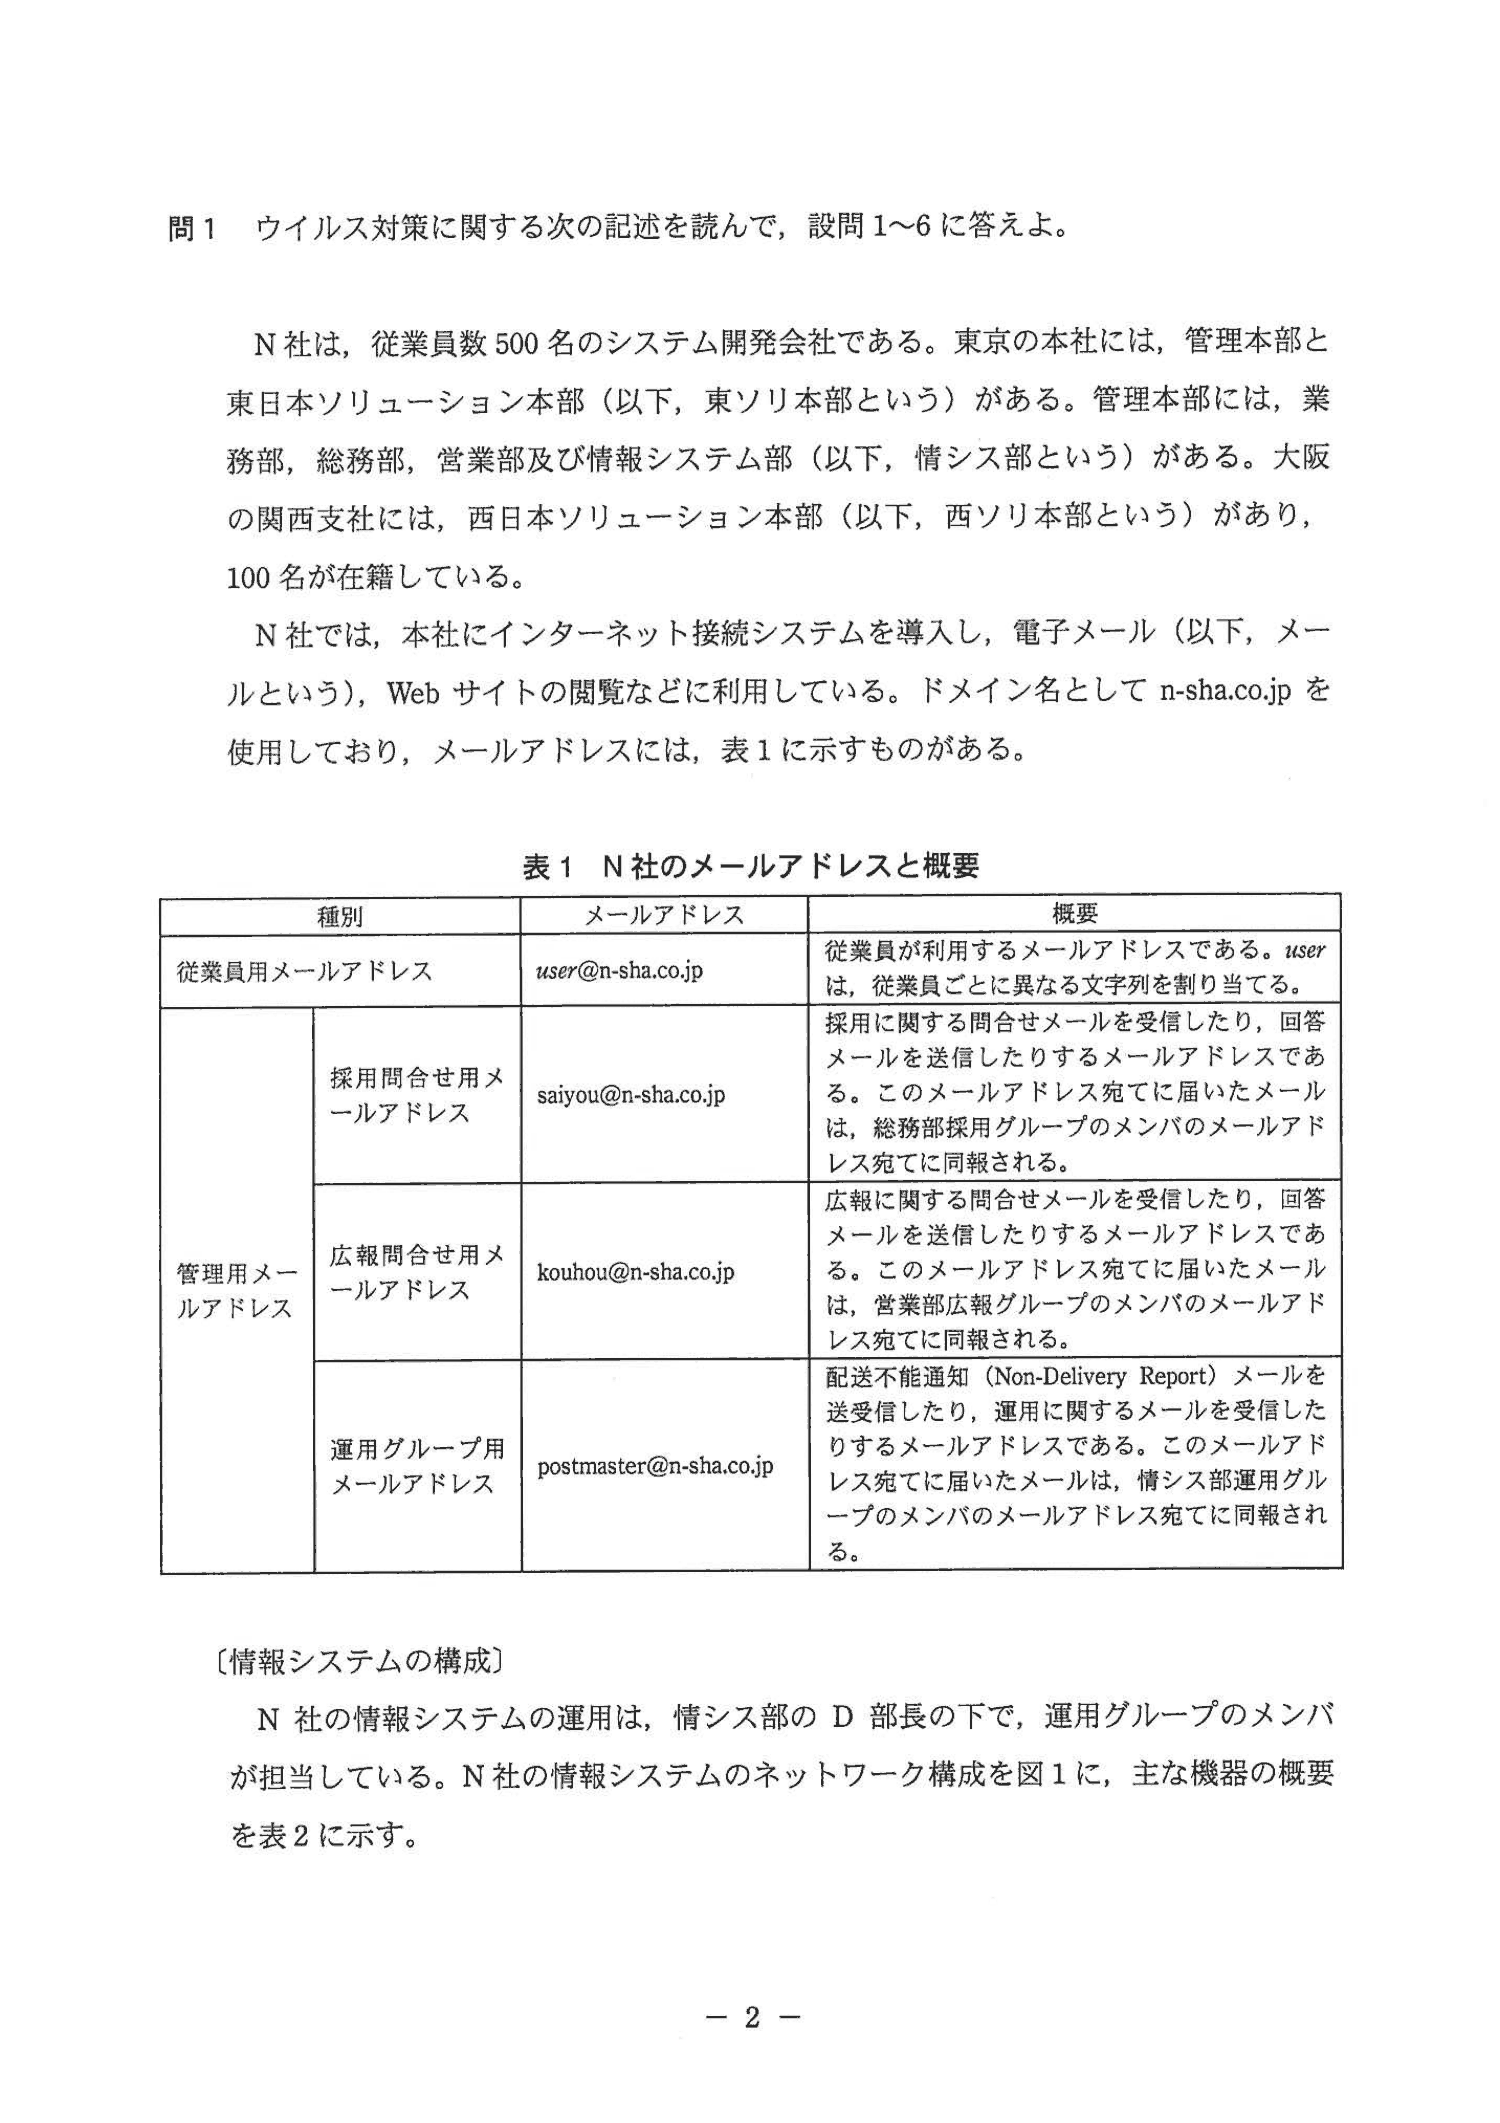 問1　ウイルス対策に関する次の記述を読んで，設問1～6に答えよ。
N社は，従業員数500名のシステム開発会社である。東京の本社には，管理本部と
東日本ソリューション本部（以下，東ソリ本部という）がある。管理本部には，業
務部，総務部，営業部及び情報システム部（以下，情シス部という）がある。大阪
の関西支社には，西日本ソリューション本部（以下，西ソリ本部という）があり，
100名が在籍している。
N社では，本社にインターネット接続システムを導入し，電子メール（以下，メー
ルという），Webサイトの閲覧などに利用している。ドメイン名としてn-sha.co.jpを
使用しており，メールアドレスには，表1に示すものがある。
表1　N社のメールアドレスと概要
種別
メールアドレス
概要
従業員用メールアドレス
user@n-sha.co.jp
従業員が利用するメールアドレスである。user
は，従業員ごとに異なる文字列を割り当てる。
管理用メー
ルアドレス
採用問合せ用メ
ールアドレス
saiyou@n-sha.co.jp
採用に関する問合せメールを受信したり，回答
メールを送信したりするメールアドレスであ
る。このメールアドレス宛てに届いたメール
は，総務部採用グループのメンバのメールアド
レス宛てに同報される。
広報問合せ用メ
ールアドレス
kouhou@n-sha.co.jp
広報に関する問合せメールを受信したり，回答
メールを送信したりするメールアドレスであ
る。このメールアドレス宛てに届いたメール
は，営業部広報グループのメンバのメールアド
レス宛てに同報される。
運用グループ用
メールアドレス
postmaster@n-sha.co.jp
配送不能通知（Non-Delivery Report）メールを
送受信したり，運用に関するメールを受信した
りするメールアドレスである。このメールアド
レス宛てに届いたメールは，情シス部運用グル
ープのメンバのメールアドレス宛てに同報され
る。
〔情報システムの構成〕
N社の情報システムの運用は，情シス部のD部長の下で，運用グループのメンバ
が担当している。N社の情報システムのネットワーク構成を図1に，主な機器の概要
を表2に示す。
－ 2 －